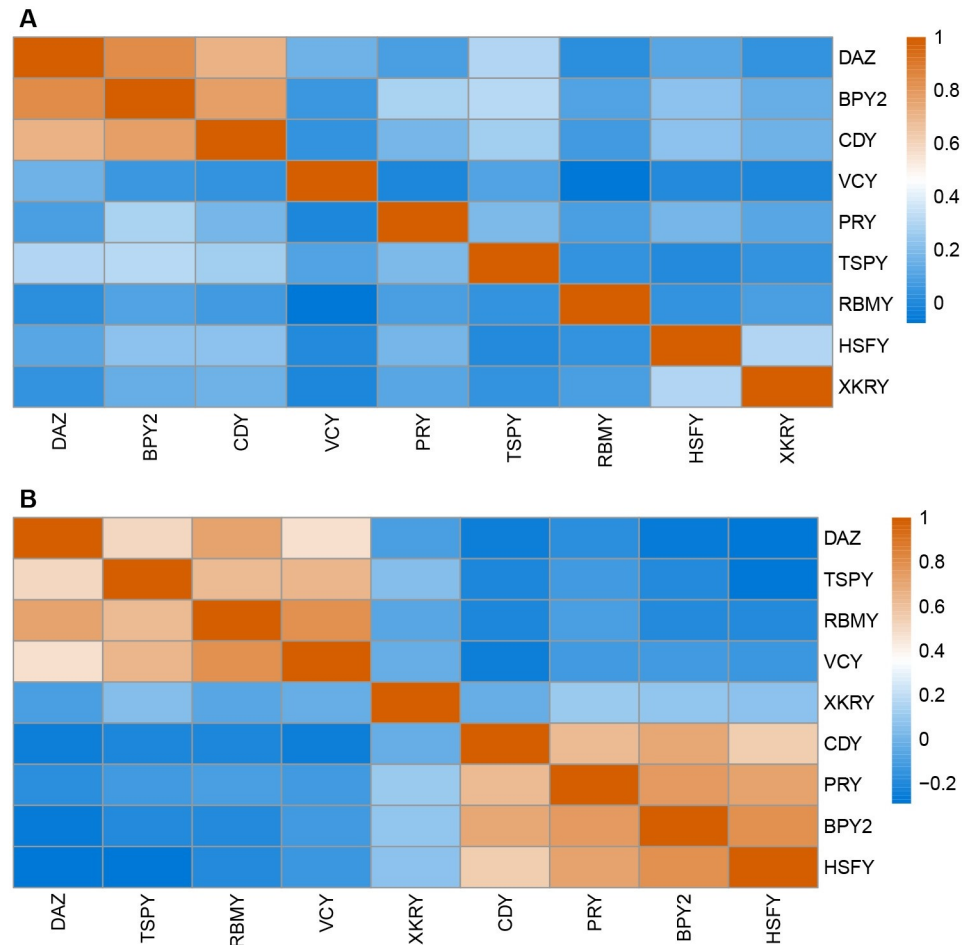 A
DAZ
BPY2
CDY
VCY
PRY
TSPY
RBMY
HSFY
XKRY
1
0.8
0.6
0.4
0.2
0
DAZ BPY2 CDY VCY PRY TSPY RBMY HSFY XKRY
B
DAZ
TSPY
RBMY
VCY
XKRY
CDY
PRY
BPY2
HSFY
1
0.8
0.6
0.4
0.2
0
−0.2
DAZ TSPY RBMY VCY XKRY CDY PRY BPY2 HSFY